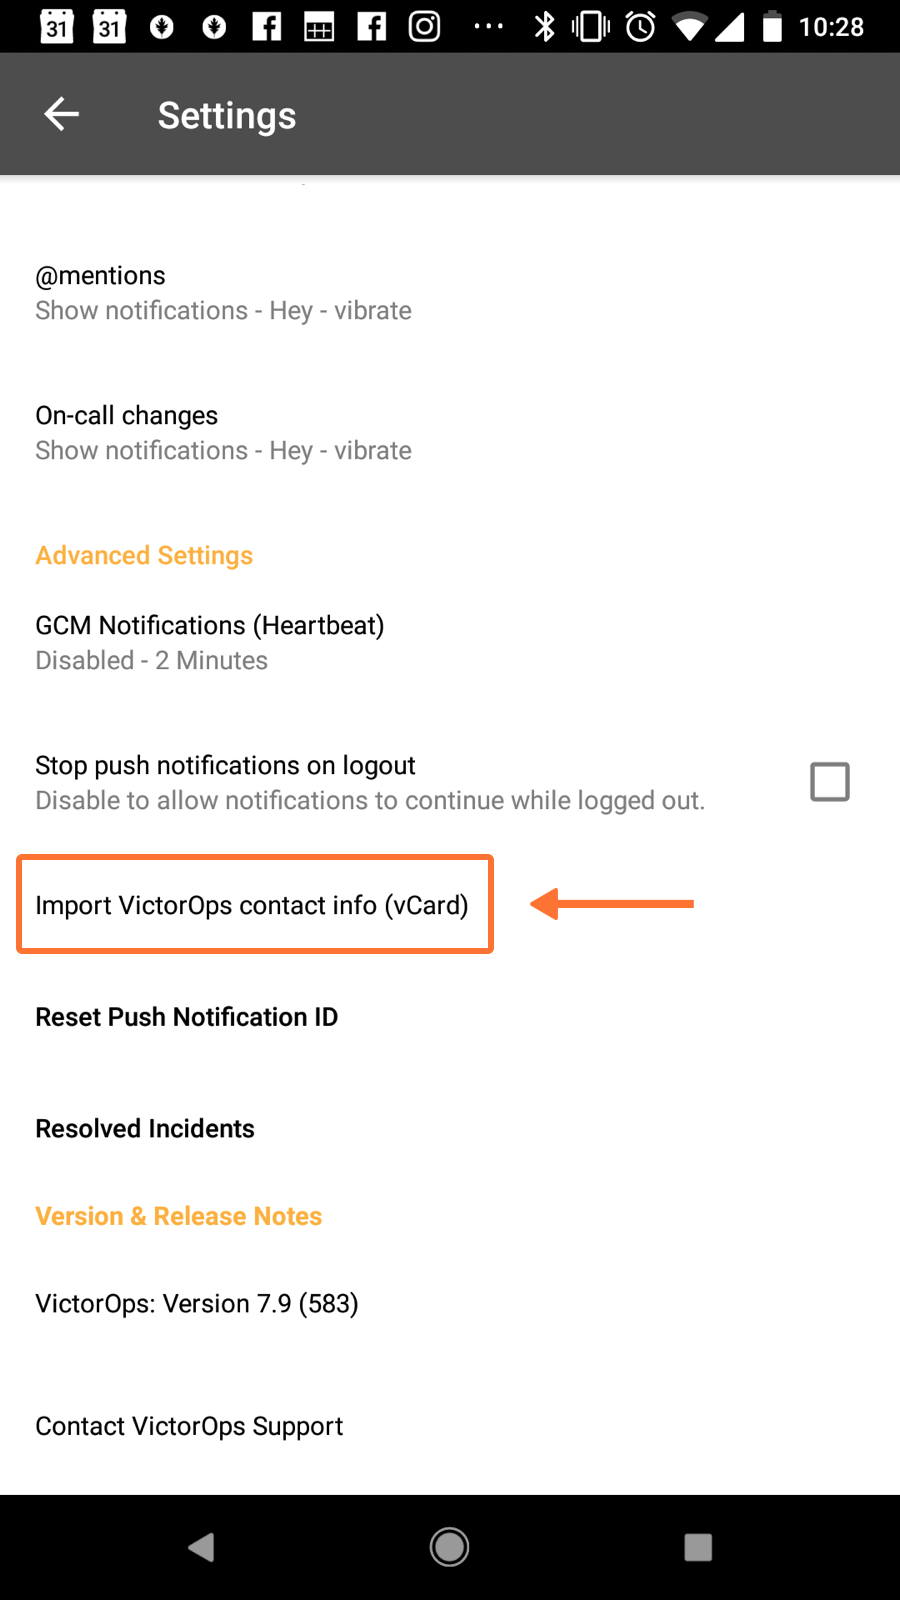 31 31 10:28
Settings
@mentions
Show notifications - Hey - vibrate
On-call changes
Show notifications - Hey - vibrate
Advanced Settings
GCM Notifications (Heartbeat)
Disabled - 2 Minutes
Stop push notifications on logout
Disable to allow notifications to continue while logged out.
Import VictorOps contact info (vCard)
Reset Push Notification ID
Resolved Incidents
Version & Release Notes
VictorOps: Version 7.9 (583)
Contact VictorOps Support